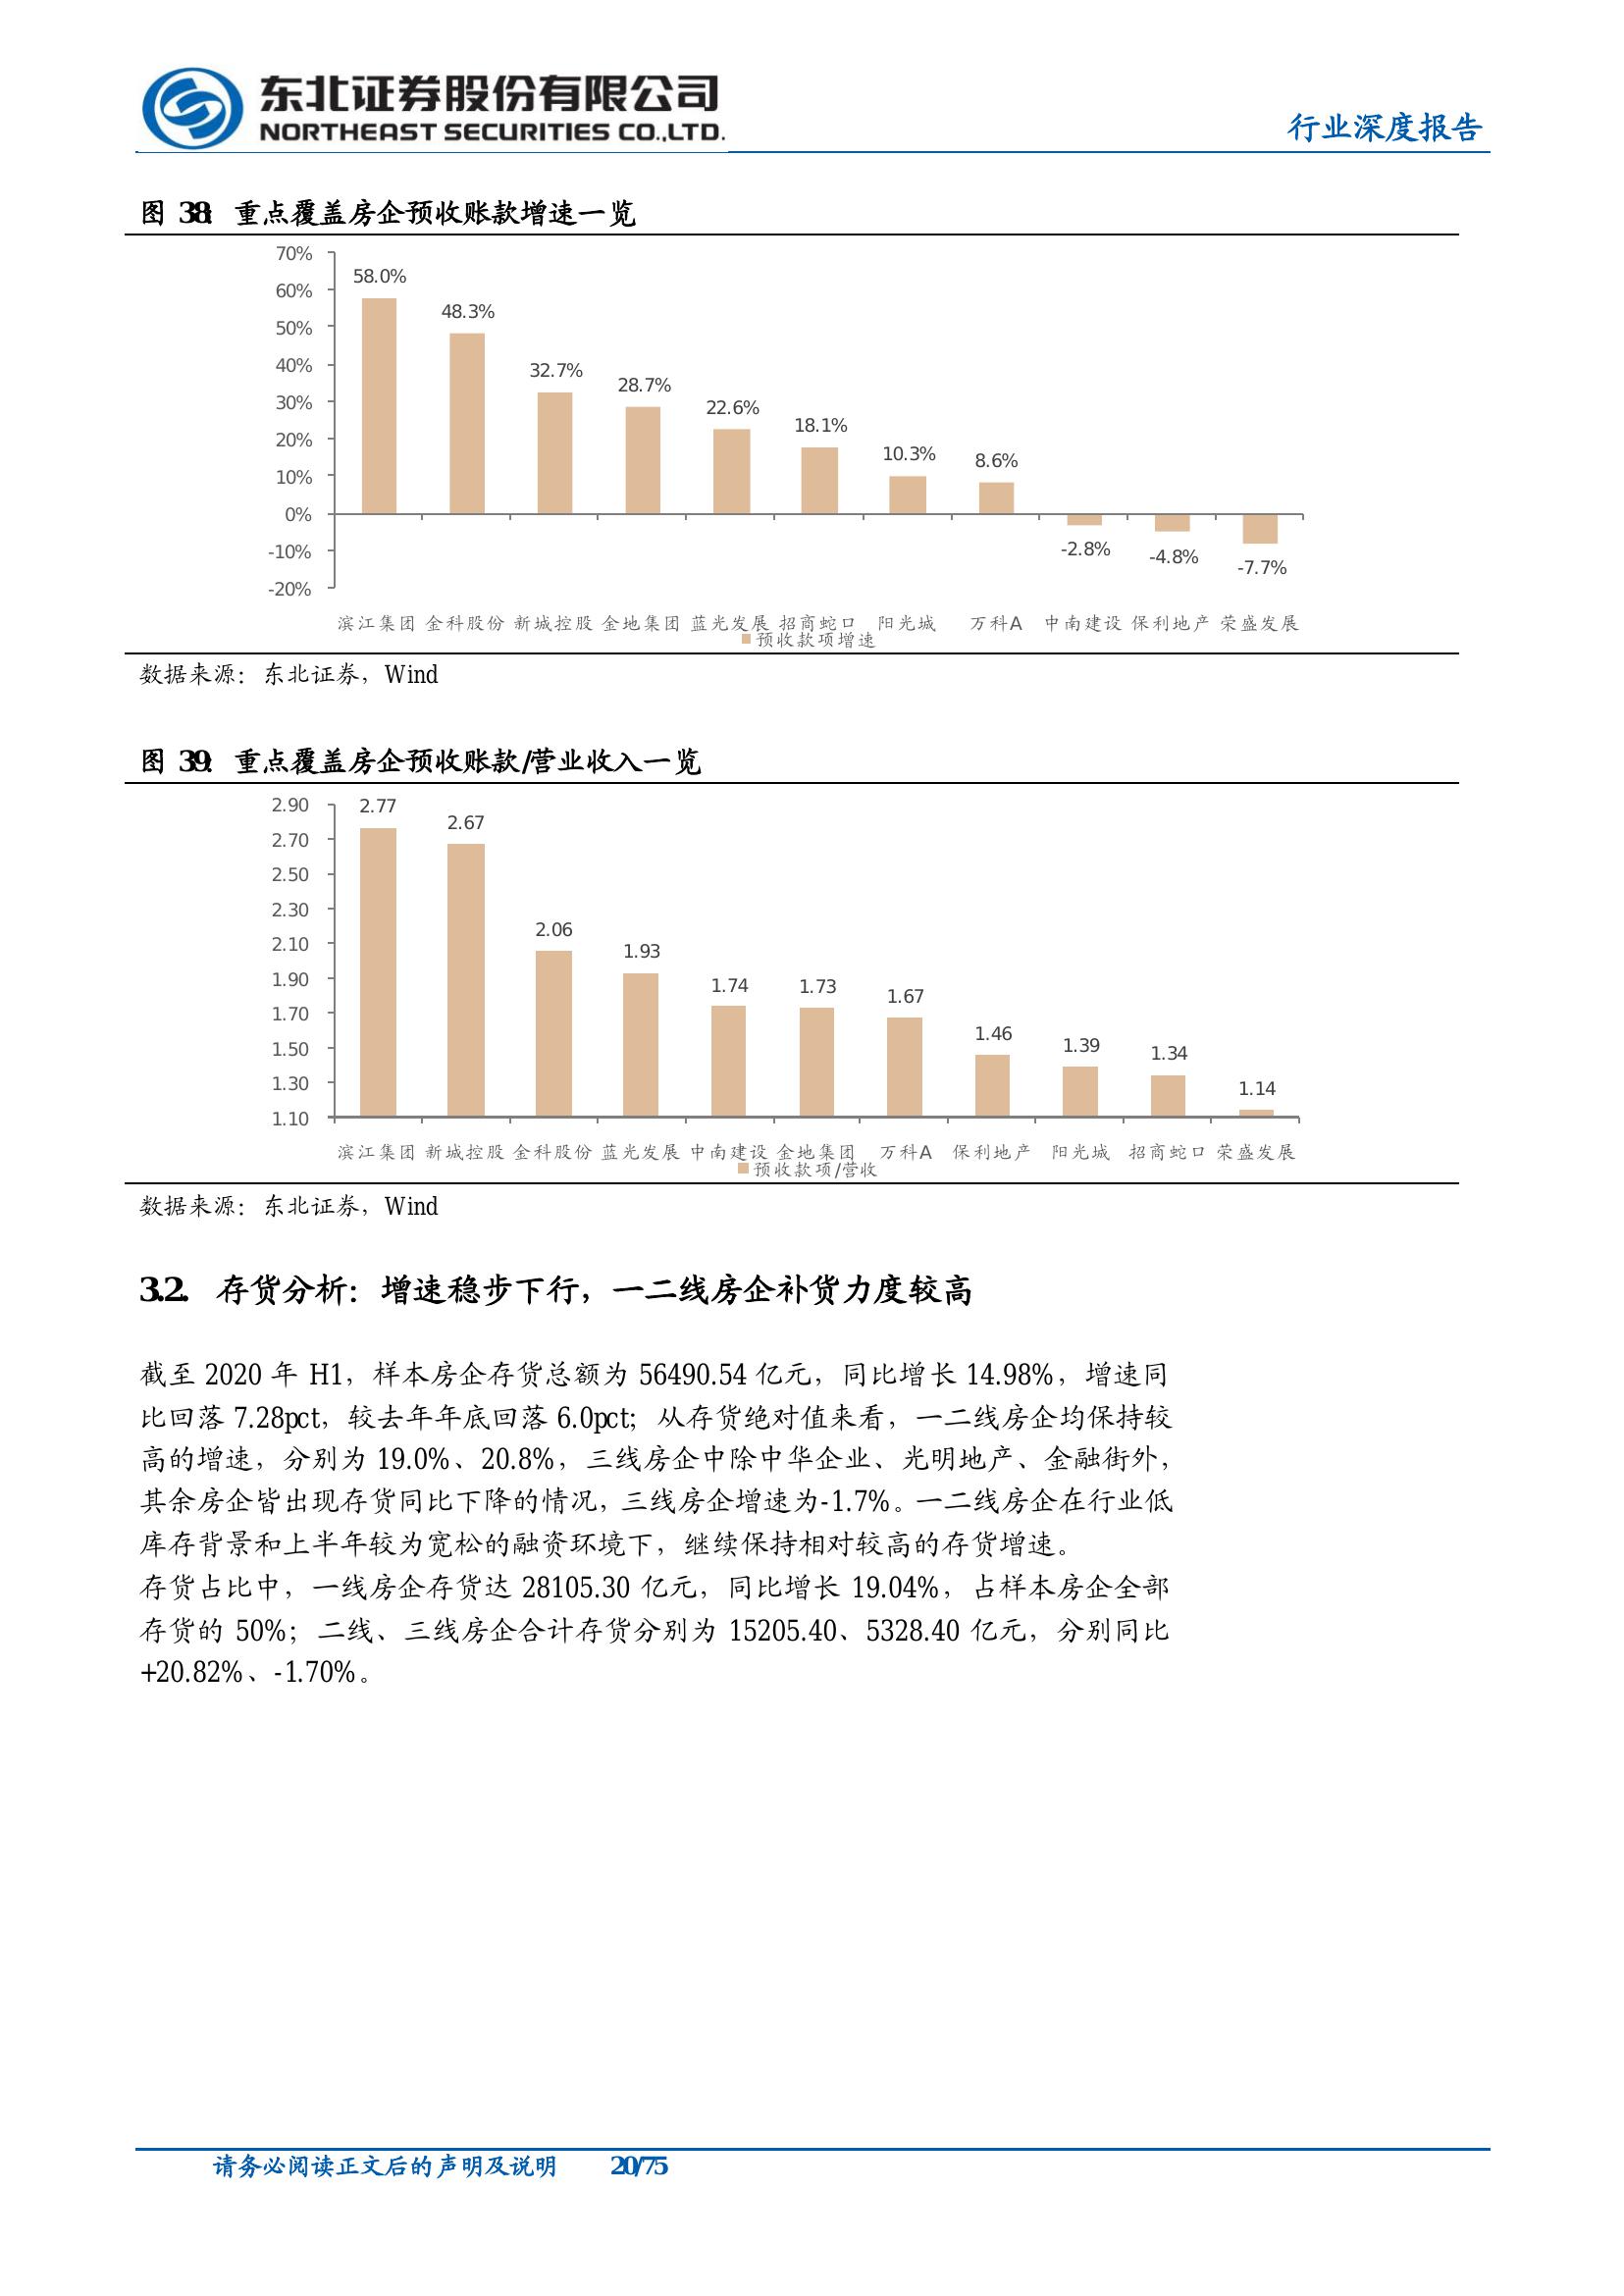 东北证券股份有限公司
NORTHEAST SECURITIES CO.,LTD.
行业深度报告
图 38: 重点覆盖房企预收账款增速一览
70%
60%
50%
40%
30%
20%
10%
0%
-10%
-20%
58.0%
48.3%
32.7%
28.7%
22.6%
18.1%
10.3%
8.6%
-2.8%
-4.8%
-7.7%
滨江集团 金科股份 新城控股 金地集团 蓝光发展 招商蛇口 阳光城 万科A 中南建设 保利地产 荣盛发展
预收款项增速
数据来源：东北证券，Wind
图 39: 重点覆盖房企预收账款/营业收入一览
2.90
2.70
2.50
2.30
2.10
1.90
1.70
1.50
1.30
1.10
2.77
2.67
2.06
1.93
1.74
1.73
1.67
1.46
1.39
1.34
1.14
滨江集团 新城控股 金科股份 蓝光发展 中南建设 金地集团 万科A 保利地产 阳光城 招商蛇口 荣盛发展
预收款项/营收
数据来源：东北证券，Wind
3.2. 存货分析：增速稳步下行，一二线房企补货力度较高
截至 2020 年 H1，样本房企存货总额为 56490.54 亿元，同比增长 14.98%，增速同
比回落 7.28pct，较去年年底回落 6.0pct；从存货绝对值来看，一二线房企均保持较
高的增速，分别为 19.0%、20.8%，三线房企中除中华企业、光明地产、金融街外，
其余房企皆出现存货同比下降的情况，三线房企增速为-1.7%。一二线房企在行业低
库存背景和上半年较为宽松的融资环境下，继续保持相对较高的存货增速。
存货占比中，一线房企存货达 28105.30 亿元，同比增长 19.04%，占样本房企全部
存货的 50%；二线、三线房企合计存货分别为 15205.40、5328.40 亿元，分别同比
+20.82%、-1.70%。
请务必阅读正文后的声明及说明 20/75